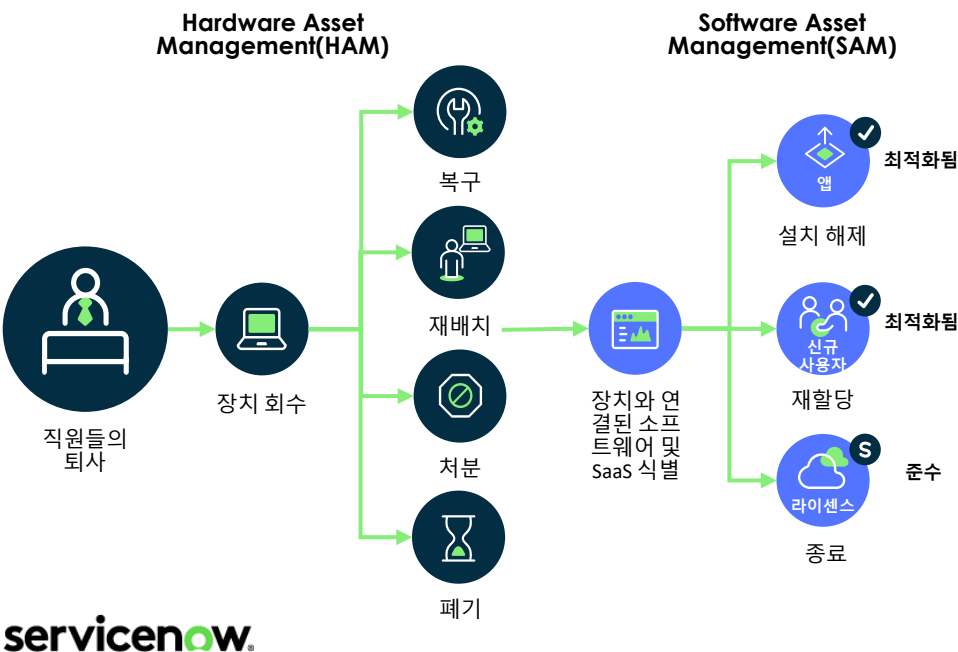 Hardware Asset
Management(HAM)
Software Asset
Management(SAM)
복구
재배치
처분
폐기
직원들의
퇴사
장치 회수
장치와 연
결된 소프
트웨어 및
SaaS 식별
앱
최적화됨
설치 해제
신규
사용자
최적화됨
재할당
S
라이센스
준수
종료
servicenow®